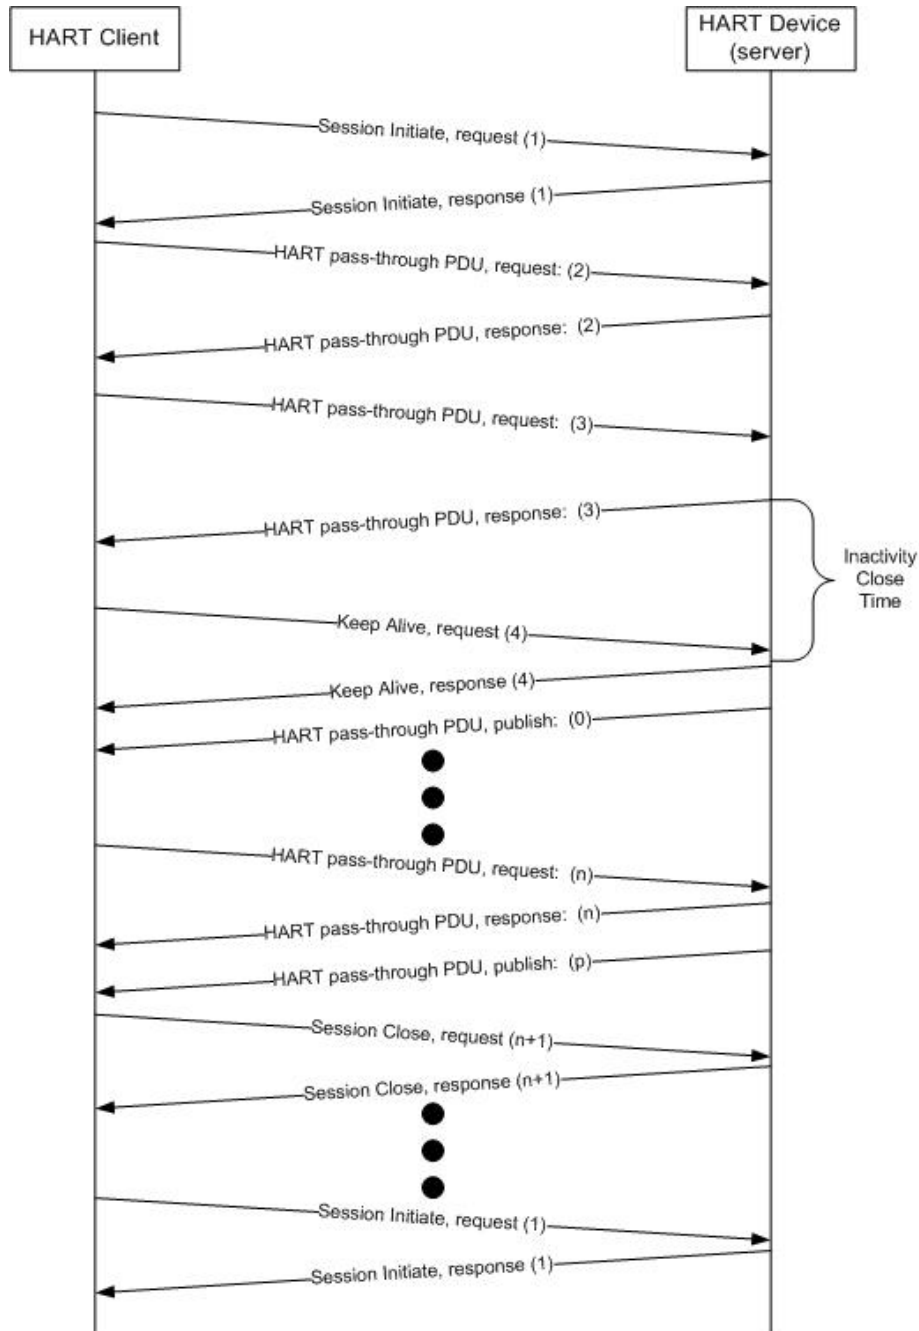 HART Client
HART Device
(server)
Session Initiate, request (1)
Session Initiate, response (1)
HART pass-through PDU, request: (2)
HART pass-through PDU, response: (2)
HART pass-through PDU, request: (3)
HART pass-through PDU, response: (3)
Inactivity
Close
Time
Keep Alive, request (4)
Keep Alive, response (4)
HART pass-through PDU, publish: (0)
HART pass-through PDU, request: (n)
HART pass-through PDU, response: (n)
HART pass-through PDU, publish: (p)
Session Close, request (n+1)
Session Close, response (n+1)
Session Initiate, request (1)
Session Initiate, response (1)